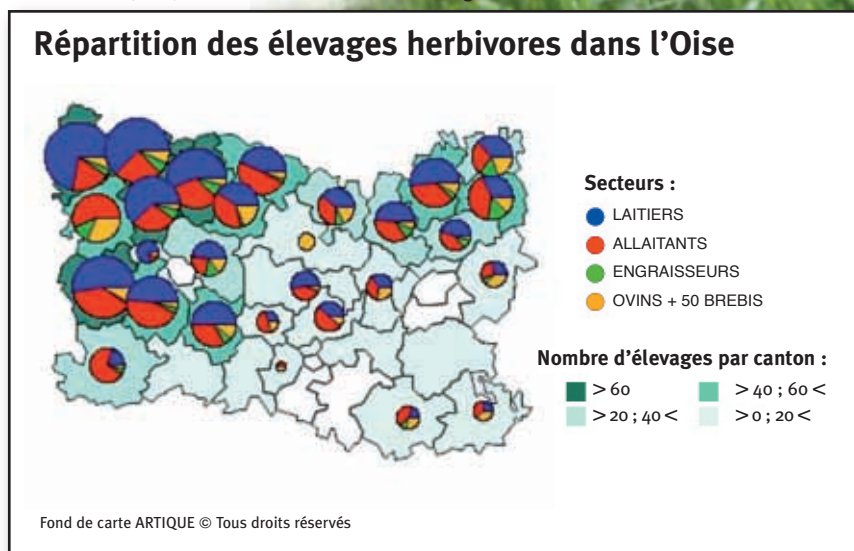 Répartition des élevages herbivores dans l'Oise
Secteurs :
LAITIERS
ALLAITANTS
ENGRAISSEURS
OVINS + 50 BREBIS
Nombre d'élevages par canton :
> 60
> 40 ; 60 <
> 20 ; 40 <
> 0 ; 20 <
Fond de carte ARTIQUE © Tous droits réservés